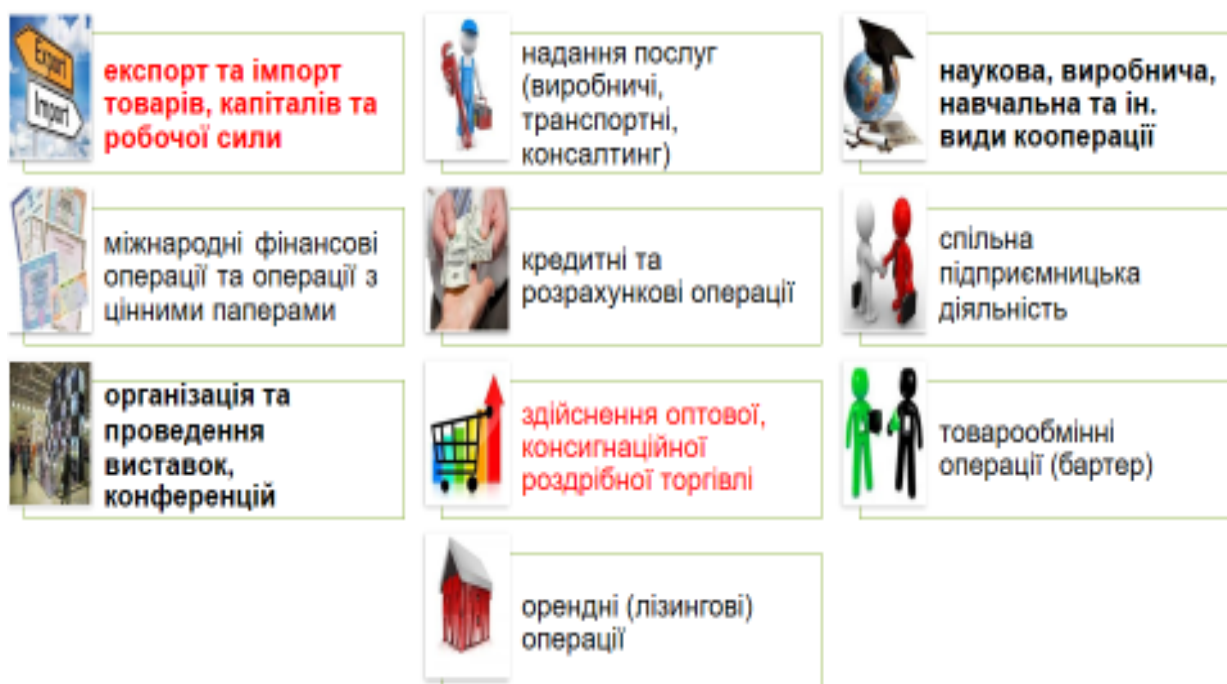 Export
Import
експорт та імпорт
товарів, капіталів та
робочої сили
надання послуг
(виробничі,
транспортні,
консалтинг)
наукова, виробнича,
навчальна та ін.
види кооперації
міжнародні фінансові
операції та операції з
цінними паперами
кредитні та
розрахункові операції
спільна
підприємницька
діяльність
організація та
проведення
виставок,
конференцій
здійснення оптової,
консигнаційної
роздрібної торгівлі
товарообмінні
операції (бартер)
орендні (лізингові)
операції